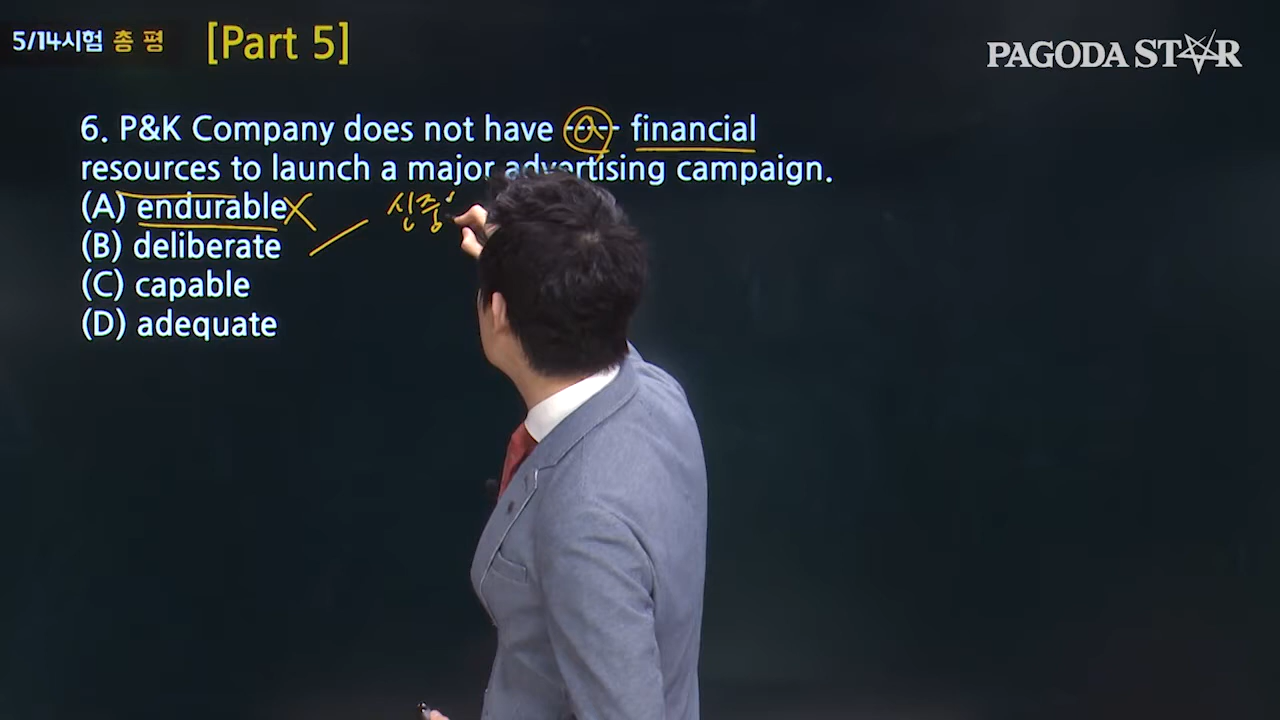 5/14시험 총평 [Part 5]
PAGODA STAR
6. P&K Company does not have ----- financial
resources to launch a major advertising campaign.
(A) endurable X
(B) deliberate 신중
(C) capable
(D) adequate